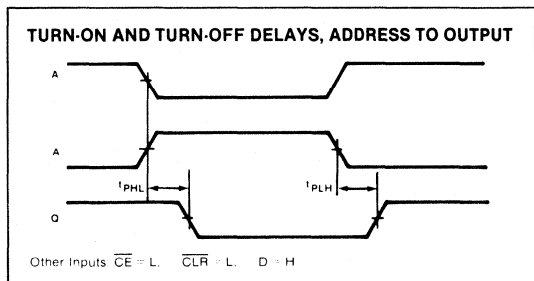 TURN-ON AND TURN-OFF DELAYS, ADDRESS TO OUTPUT
A
A
tPHL
tPLH
Q
Other Inputs: CE = L, CLR = L, D = H